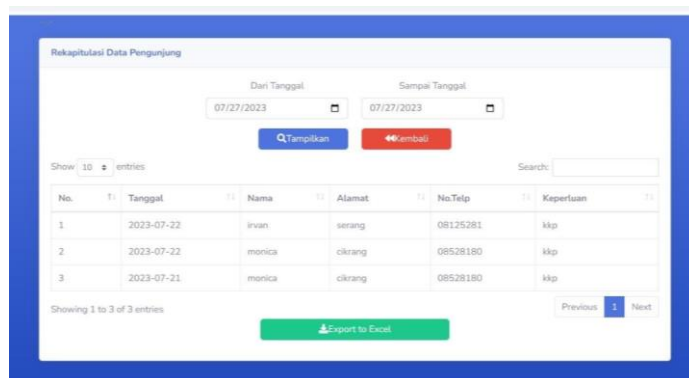 Rekapitulasi Data Pengunjung
Dari Tanggal Sampai Tanggal
07/27/2023 07/27/2023
Tampilkan Kembali
Show 10 entries Search:
No. Tanggal Nama Alamat No.Telp Keperluan
1 2023-07-22 irvan serang 08125281 kkp
2 2023-07-22 monica cikrang 08528180 kkp
3 2023-07-21 monica cikrang 08528180 kkp
Showing 1 to 3 of 3 entries Previous 1 Next
Export to Excel